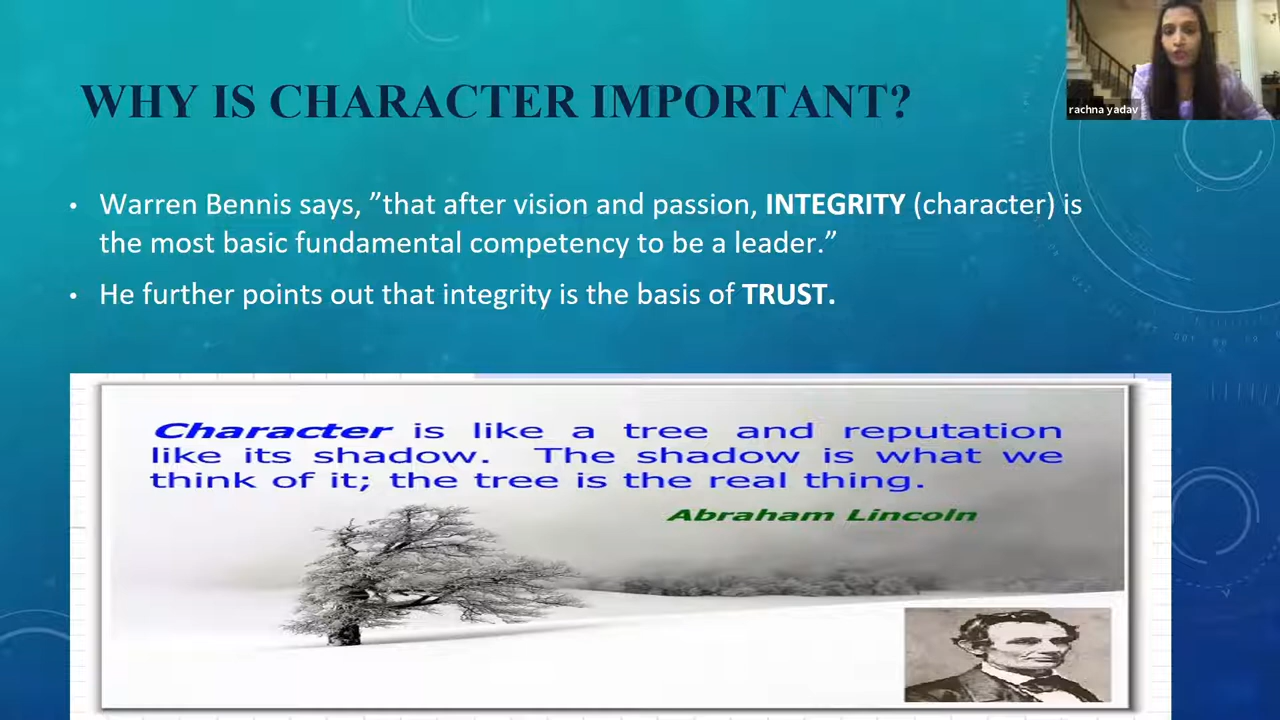 WHY IS CHARACTER IMPORTANT?
rachna yadav
• Warren Bennis says, ”that after vision and passion, INTEGRITY (character) is
the most basic fundamental competency to be a leader.”
• He further points out that integrity is the basis of TRUST.
Character is like a tree and reputation
like its shadow. The shadow is what we
think of it; the tree is the real thing.
Abraham Lincoln